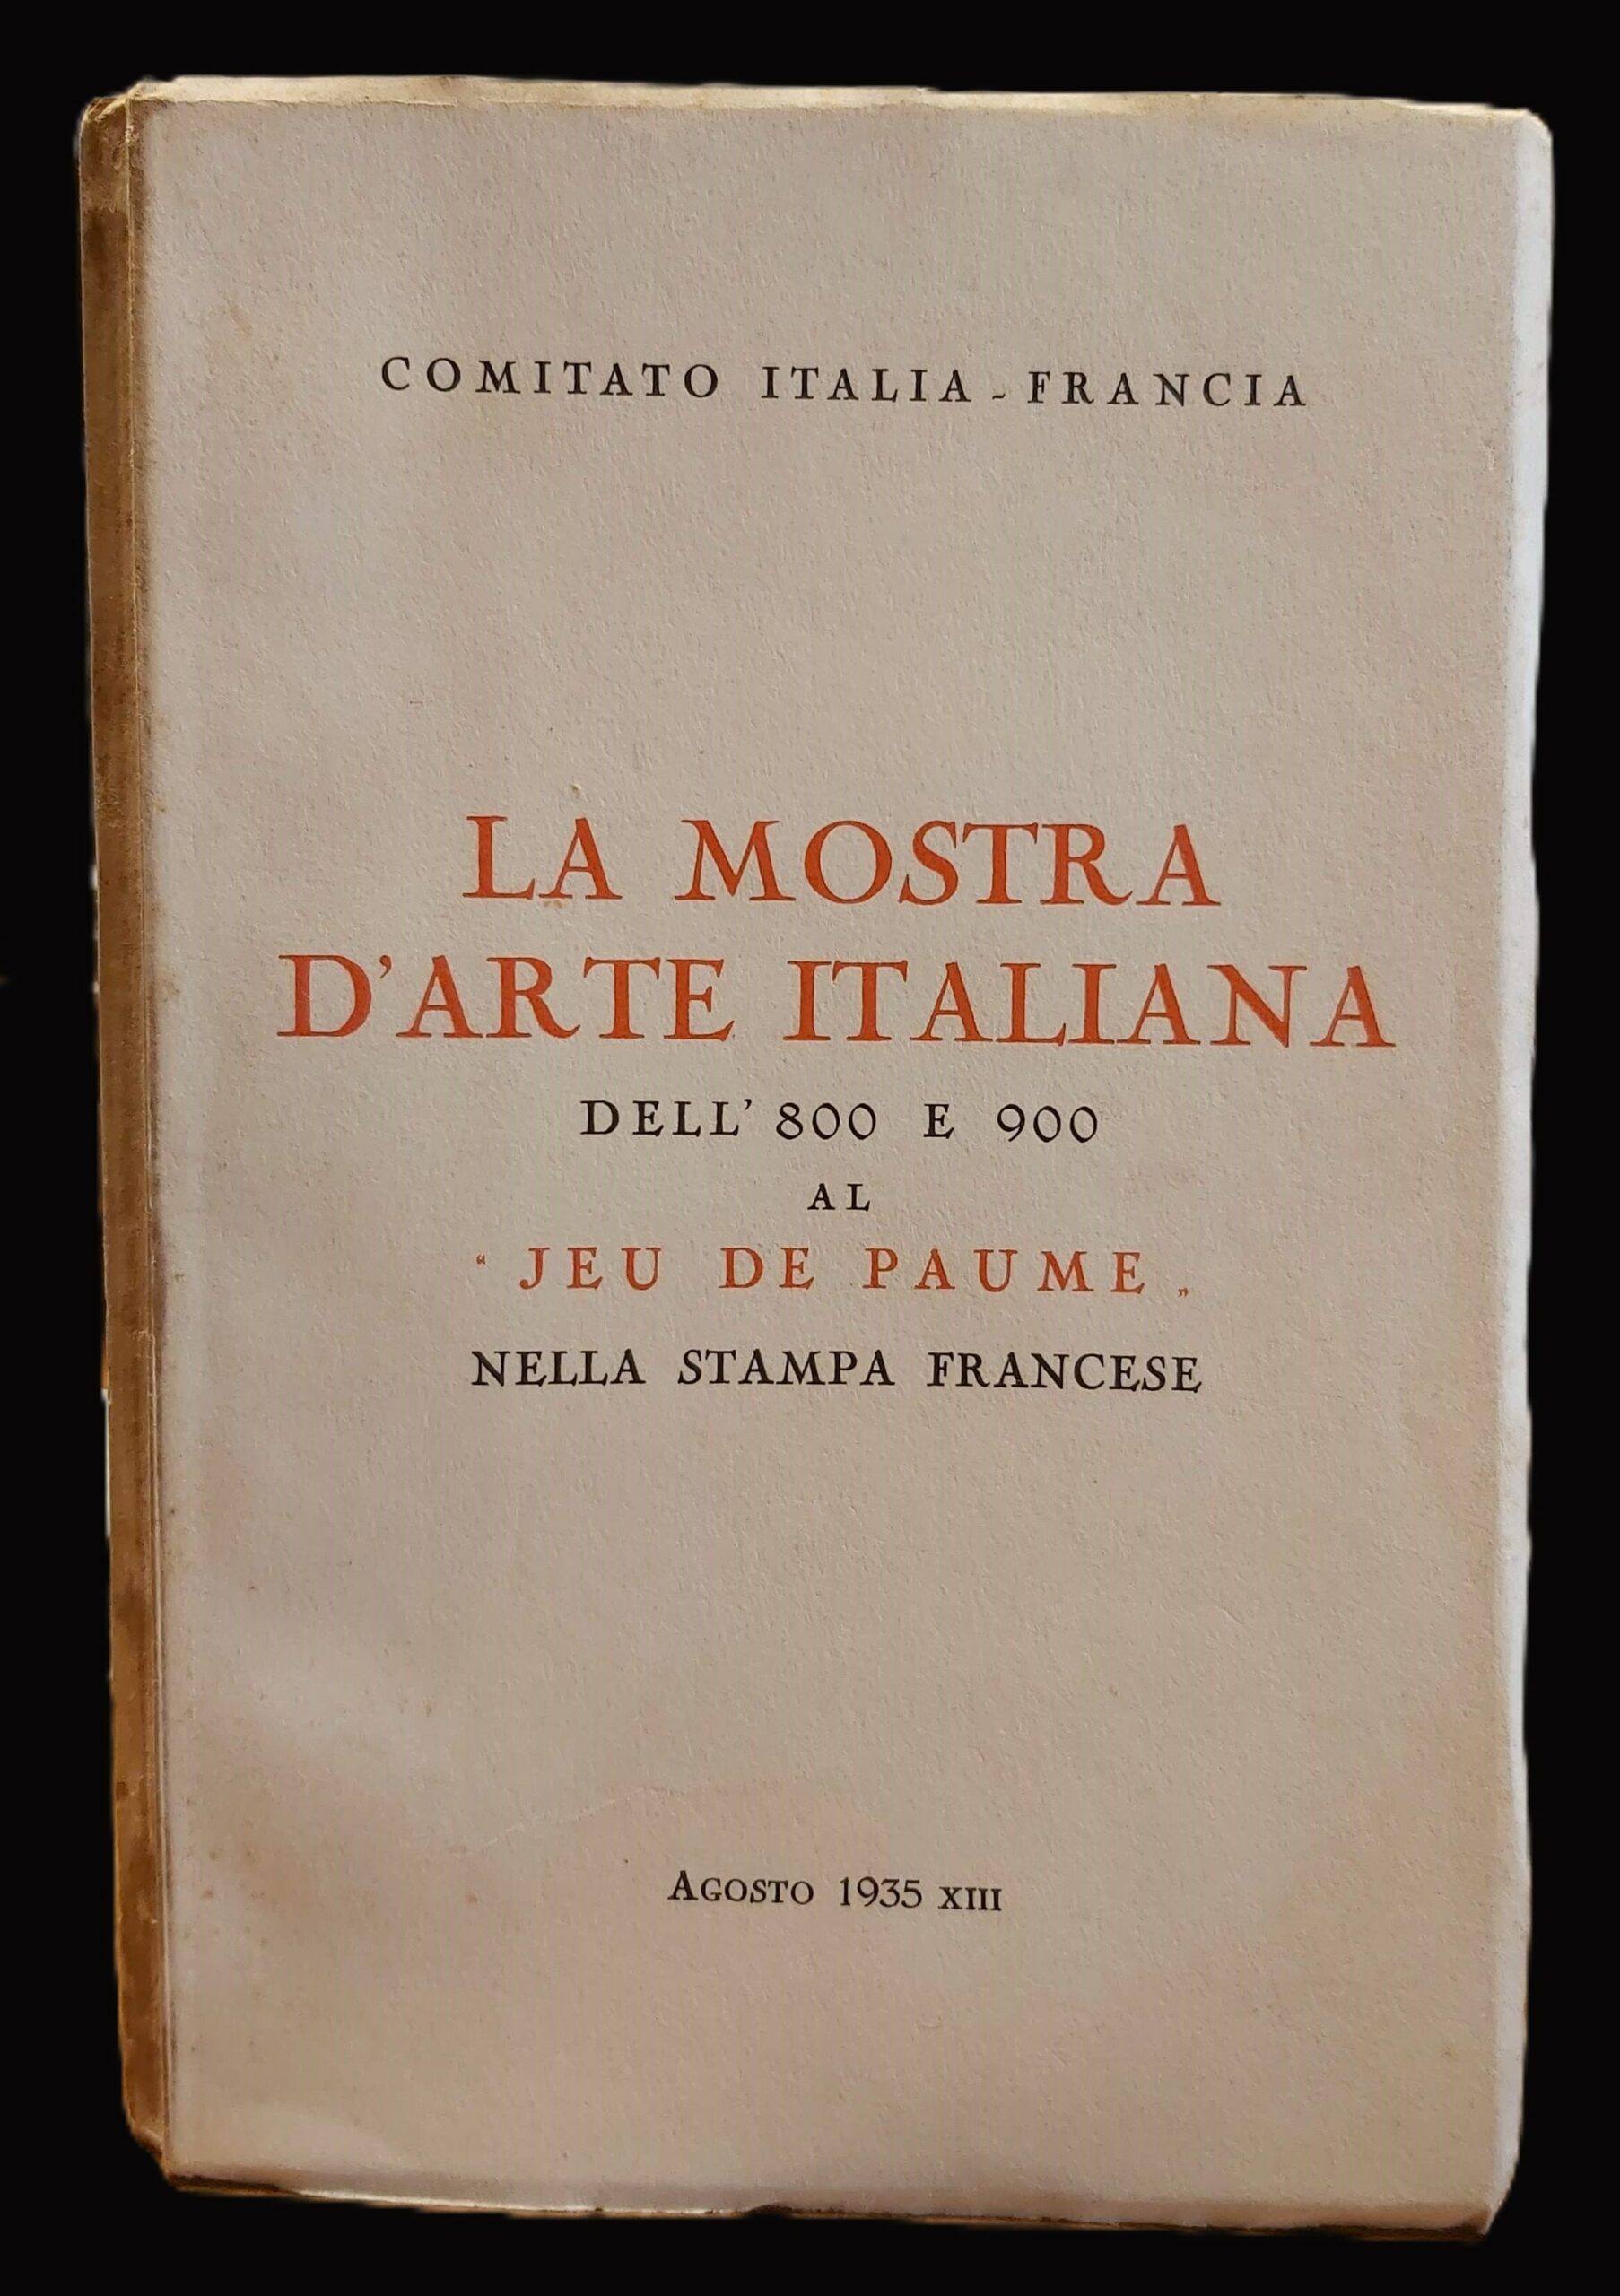 COMITATO ITALIA - FRANCIA
LA MOSTRA
D'ARTE ITALIANA
DELL' 800 E 900
AL
“ JEU DE PAUME „
NELLA STAMPA FRANCESE
AGOSTO 1935 XIII